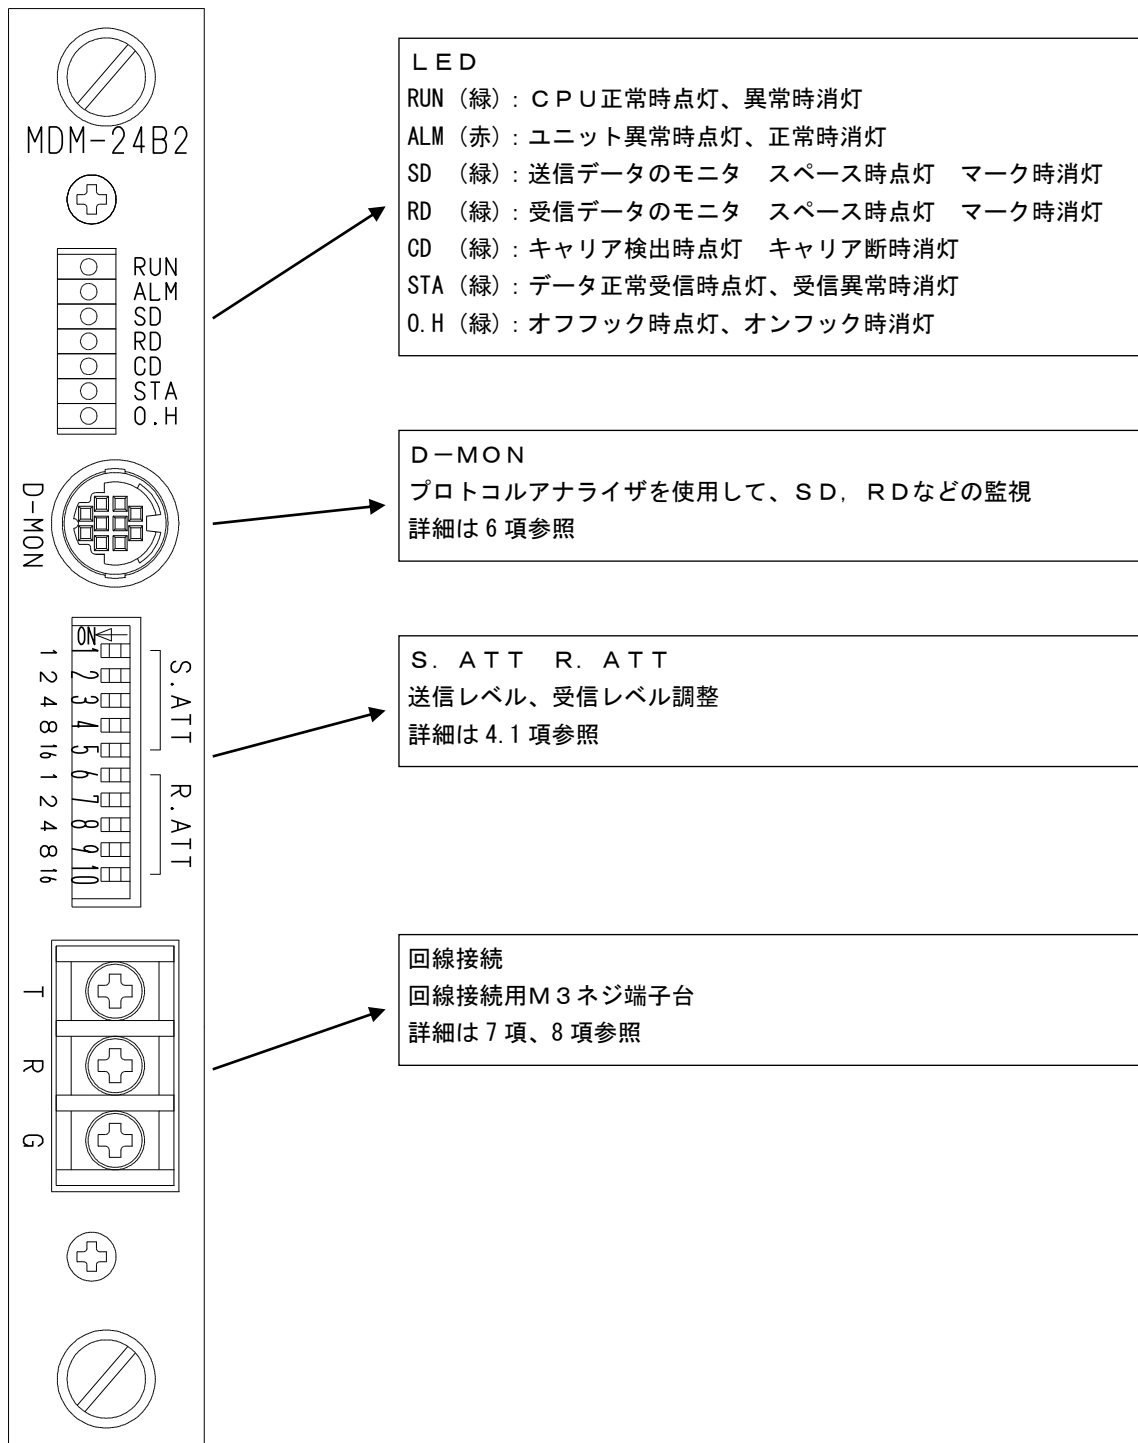 MDM-24B2
RUN
ALM
SD
RD
CD
STA
O.H
D-MON
ON
1 1
2 2
4 3
8 4
16 5
S.ATT
1 6
2 7
4 8
8 9
16 10
R.ATT
T
R
G
ＬＥＤ
RUN（緑）：ＣＰＵ正常時点灯、異常時消灯
ALM（赤）：ユニット異常時点灯、正常時消灯
SD （緑）：送信データのモニタ　スペース時点灯　マーク時消灯
RD （緑）：受信データのモニタ　スペース時点灯　マーク時消灯
CD （緑）：キャリア検出時点灯　キャリア断時消灯
STA（緑）：データ正常受信時点灯、受信異常時消灯
O.H（緑）：オフフック時点灯、オンフック時消灯
Ｄ－ＭＯＮ
プロトコルアナライザを使用して、ＳＤ，ＲＤなどの監視
詳細は 6 項参照
Ｓ．ＡＴＴ　Ｒ．ＡＴＴ
送信レベル、受信レベル調整
詳細は 4.1 項参照
回線接続
回線接続用Ｍ３ネジ端子台
詳細は 7 項、8 項参照